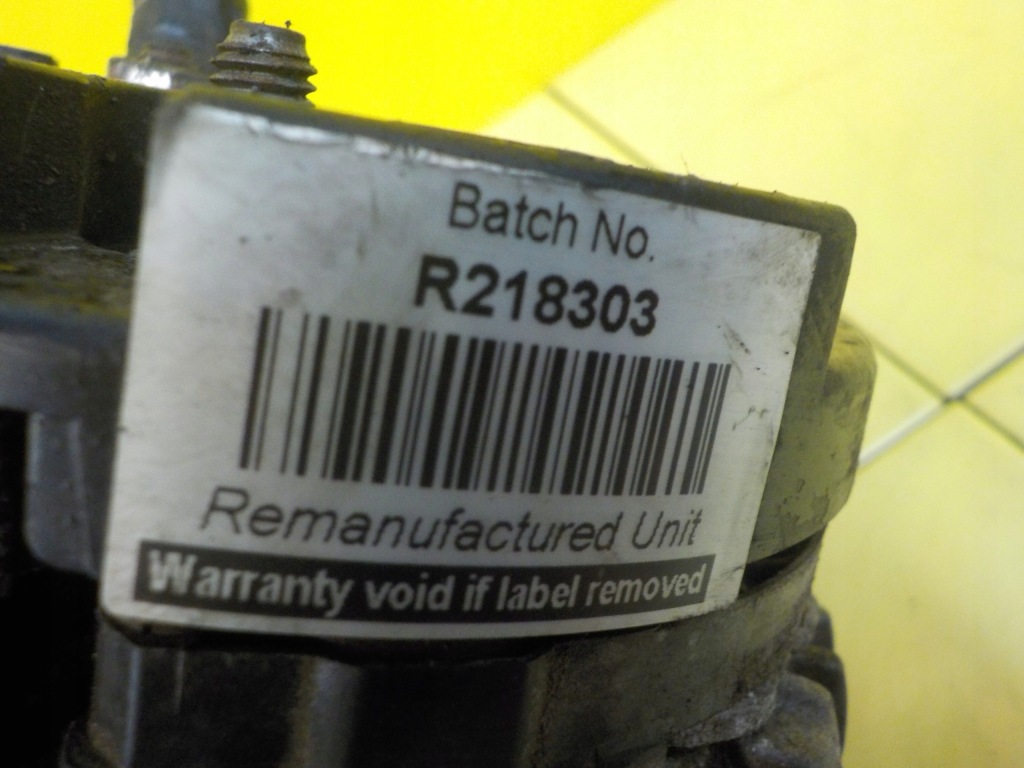 Batch No.
R218303
Remanufactured Unit
Warranty void if label removed